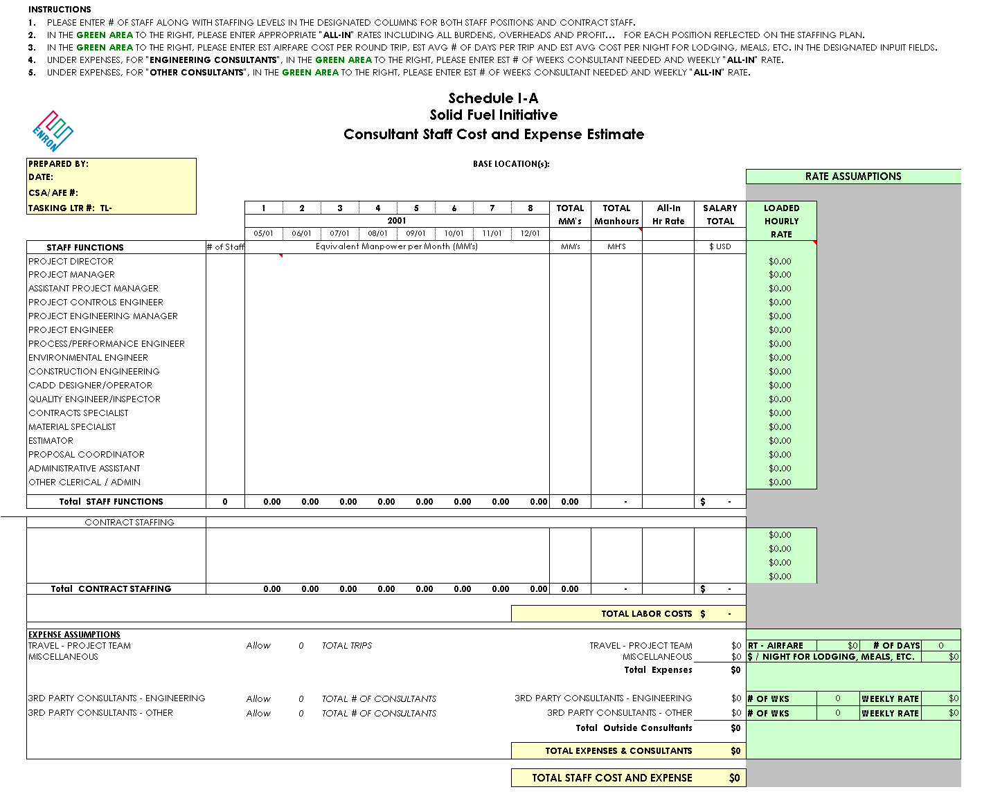 INSTRUCTIONS
1. PLEASE ENTER # OF STAFF ALONG WITH STAFFING LEVELS IN THE DESIGNATED COLUMNS FOR BOTH STAFF POSITIONS AND CONTRACT STAFF.
2. IN THE GREEN AREA TO THE RIGHT, PLEASE ENTER APPROPRIATE "ALL-IN" RATES INCLUDING ALL BURDENS, OVERHEADS AND PROFIT... FOR EACH POSITION REFLECTED ON THE STAFFING PLAN.
3. IN THE GREEN AREA TO THE RIGHT, PLEASE ENTER EST AIRFARE COST PER ROUND TRIP, EST AVG # OF DAYS PER TRIP AND EST AVG COST PER NIGHT FOR LODGING, MEALS, ETC. IN THE DESIGNATED INPUIT FIELDS.
4. UNDER EXPENSES, FOR "ENGINEERING CONSULTANTS", IN THE GREEN AREA TO THE RIGHT, PLEASE ENTER EST # OF WEEKS CONSULTANT NEEDED AND WEEKLY "ALL-IN" RATE.
5. UNDER EXPENSES, FOR "OTHER CONSULTANTS", IN THE GREEN AREA TO THE RIGHT, PLEASE ENTER EST # OF WEEKS CONSULTANT NEEDED AND WEEKLY "ALL-IN" RATE.
Schedule I-A
Solid Fuel Initiative
Consultant Staff Cost and Expense Estimate
ENRON
PREPARED BY: BASE LOCATION(s):
DATE: RATE ASSUMPTIONS
CSA/AFE #:
TASKING LTR #: TL- 1 2 3 4 5 6 7 8 TOTAL TOTAL All-In SALARY LOADED
2001 MM's Manhours Hr Rate TOTAL HOURLY
05/01 06/01 07/01 08/01 09/01 10/01 11/01 12/01 RATE
STAFF FUNCTIONS # of Staff Equivalent Manpower per Month (MM's) MM's MH'S $ USD
PROJECT DIRECTOR $0.00
PROJECT MANAGER $0.00
ASSISTANT PROJECT MANAGER $0.00
PROJECT CONTROLS ENGINEER $0.00
PROJECT ENGINEERING MANAGER $0.00
PROJECT ENGINEER $0.00
PROCESS/PERFORMANCE ENGINEER $0.00
ENVIRONMENTAL ENGINEER $0.00
CONSTRUCTION ENGINEERING $0.00
CADD DESIGNER/OPERATOR $0.00
QUALITY ENGINEER/INSPECTOR $0.00
CONTRACTS SPECIALIST $0.00
MATERIAL SPECIALIST $0.00
ESTIMATOR $0.00
PROPOSAL COORDINATOR $0.00
ADMINISTRATIVE ASSISTANT $0.00
OTHER CLERICAL / ADMIN $0.00
Total STAFF FUNCTIONS 0 0.00 0.00 0.00 0.00 0.00 0.00 0.00 0.00 0.00 - $ -
CONTRACT STAFFING
$0.00
$0.00
$0.00
$0.00
Total CONTRACT STAFFING 0.00 0.00 0.00 0.00 0.00 0.00 0.00 0.00 0.00 - $ -
TOTAL LABOR COSTS $ -
EXPENSE ASSUMPTIONS
TRAVEL - PROJECT TEAM Allow 0 TOTAL TRIPS TRAVEL - PROJECT TEAM $0 RT - AIRFARE $0 # OF DAYS 0
MISCELLANEOUS MISCELLANEOUS $0 $ / NIGHT FOR LODGING, MEALS, ETC. $0
Total Expenses $0
3RD PARTY CONSULTANTS - ENGINEERING Allow 0 TOTAL # OF CONSULTANTS 3RD PARTY CONSULTANTS - ENGINEERING $0 # OF WKS 0 WEEKLY RATE $0
3RD PARTY CONSULTANTS - OTHER Allow 0 TOTAL # OF CONSULTANTS 3RD PARTY CONSULTANTS - OTHER $0 # OF WKS 0 WEEKLY RATE $0
Total Outside Consultants $0
TOTAL EXPENSES & CONSULTANTS $0
TOTAL STAFF COST AND EXPENSE $0